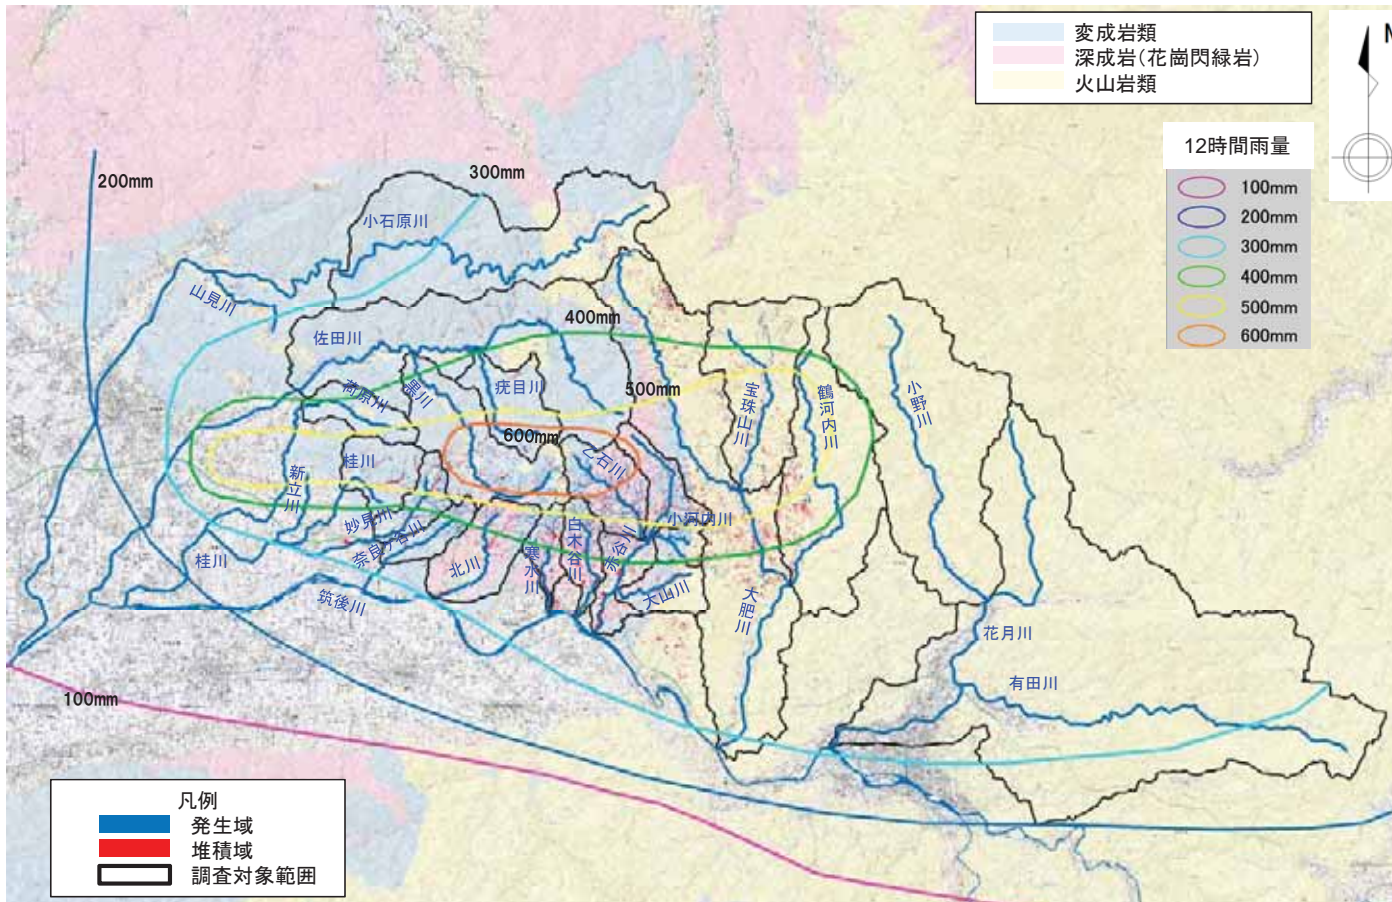 変成岩類
深成岩(花崗閃緑岩)
火山岩類
12時間雨量
100mm
200mm
300mm
400mm
500mm
600mm
N
200mm
300mm
小石原川
山見川
佐田川
400mm
荷原川
黒川
疣目川
500mm
宝珠山川
鶴河内川
小野川
600mm
乙石川
桂川
新立川
妙見川
奈良ヶ谷川
小河内川
白木谷川
赤谷川
寒水川
北川
桂川
筑後川
大山川
大肥川
花月川
有田川
100mm
凡例
発生域
堆積域
調査対象範囲